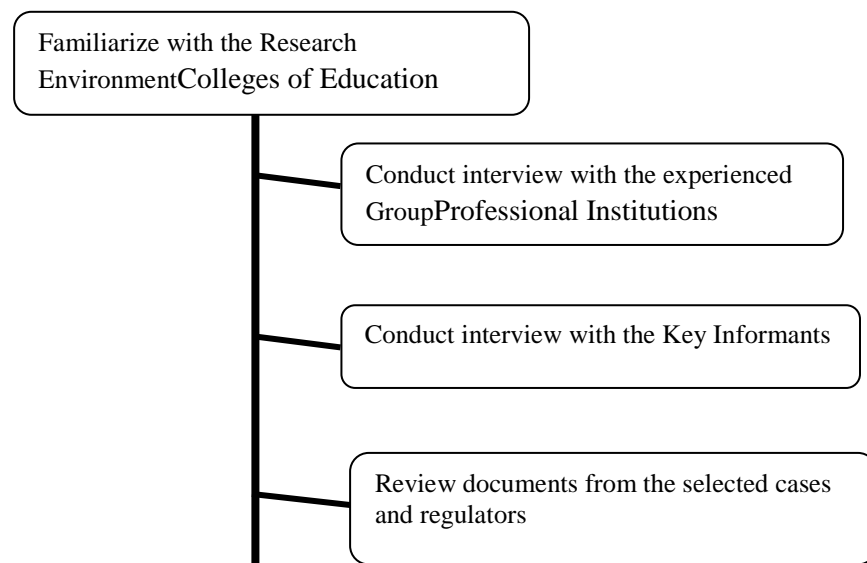 Familiarize with the Research
EnvironmentColleges of Education
Conduct interview with the experienced
GroupProfessional Institutions
Conduct interview with the Key Informants
Review documents from the selected cases
and regulators